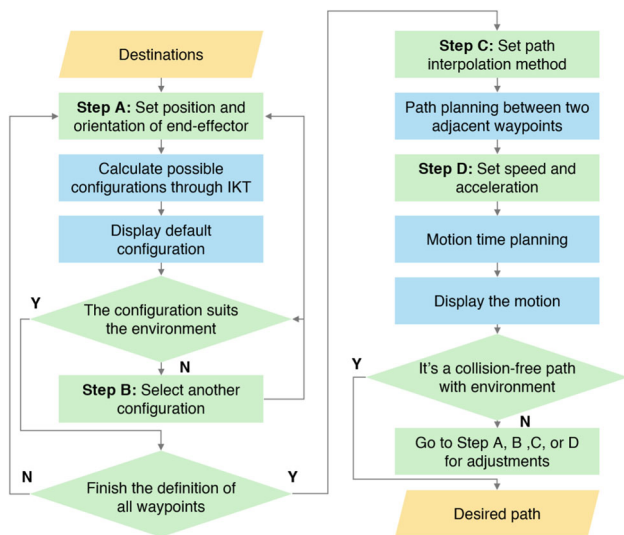 Destinations
Step A: Set position and
orientation of end-effector
Calculate possible
configurations through IKT
Display default
configuration
Y
The configuration suits
the environment
N
Step B: Select another
configuration
N
Y
Finish the definition of
all waypoints
Step C: Set path
interpolation method
Path planning between two
adjacent waypoints
Step D: Set speed and
acceleration
Motion time planning
Display the motion
Y
It's a collision-free path
with environment
N
Go to Step A, B ,C, or D
for adjustments
Desired path